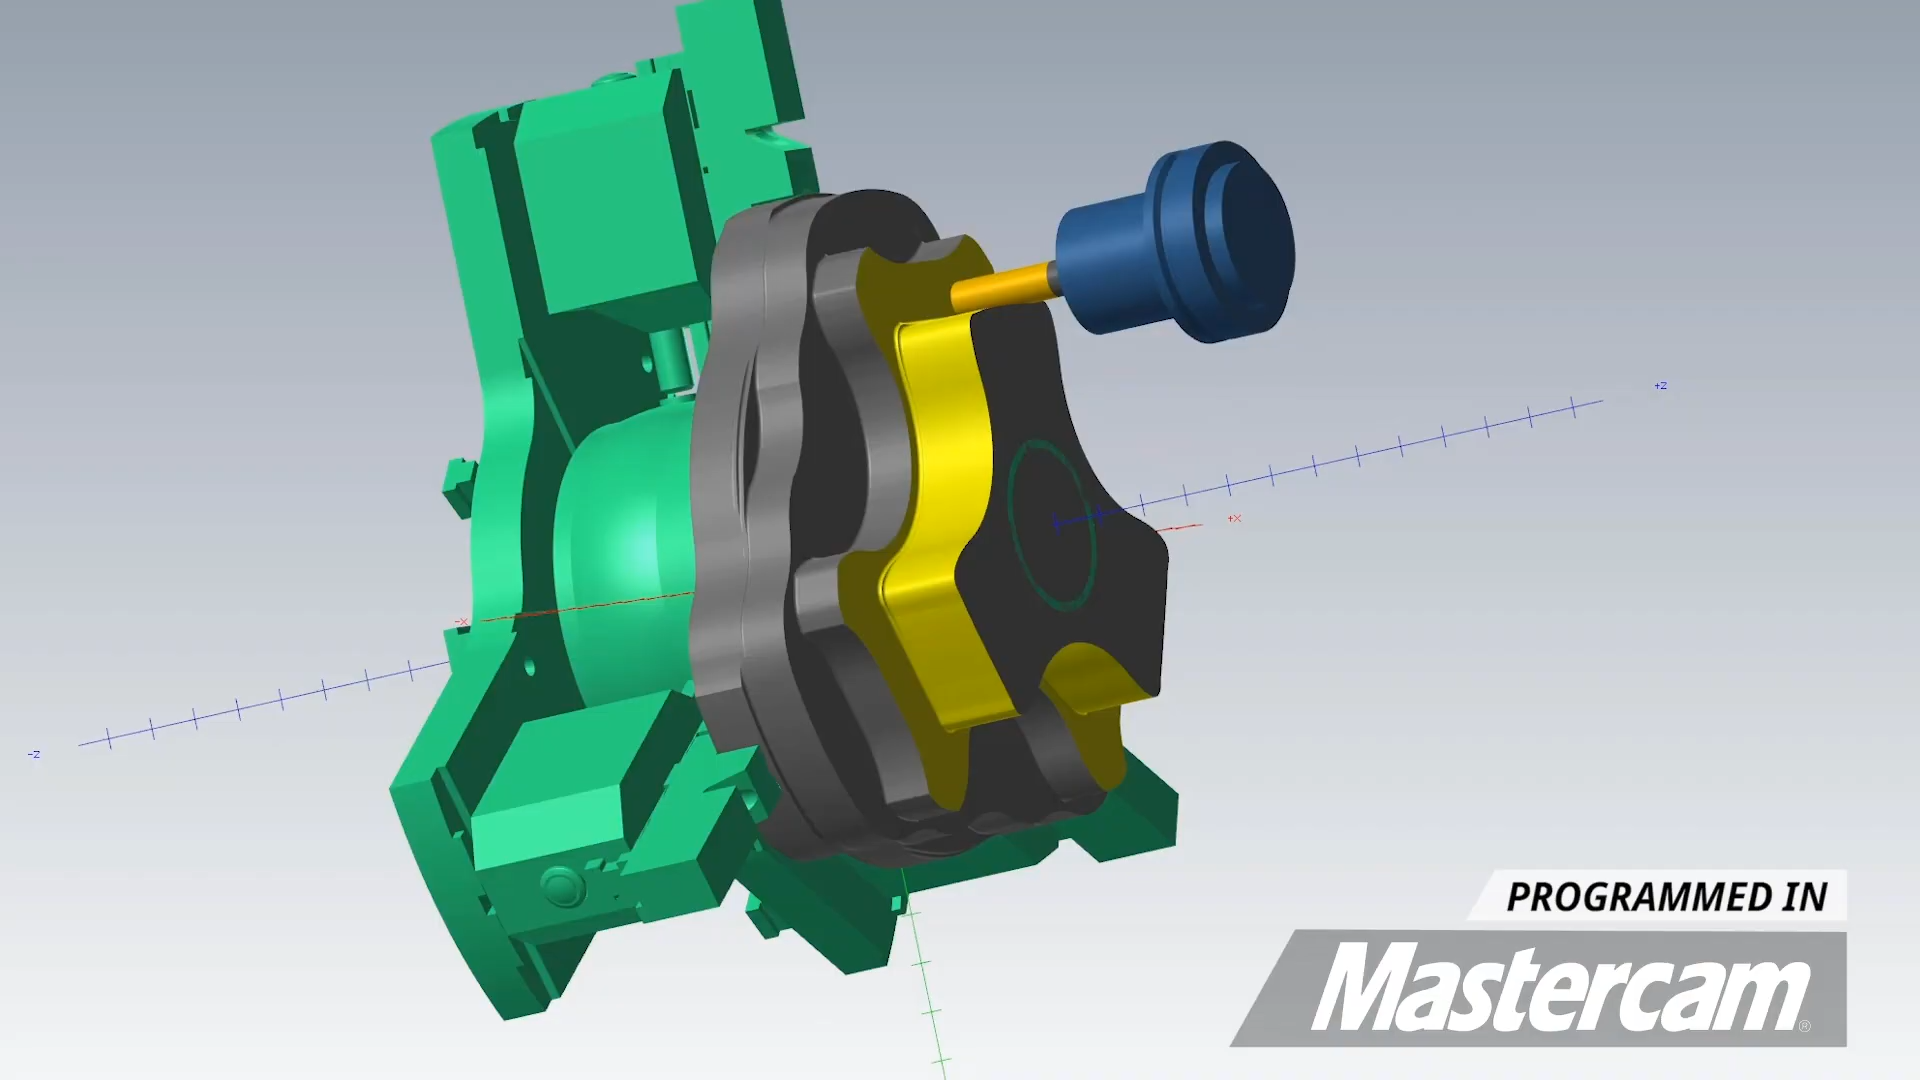 +Z
+X
-X
-Z
PROGRAMMED IN
Mastercam®